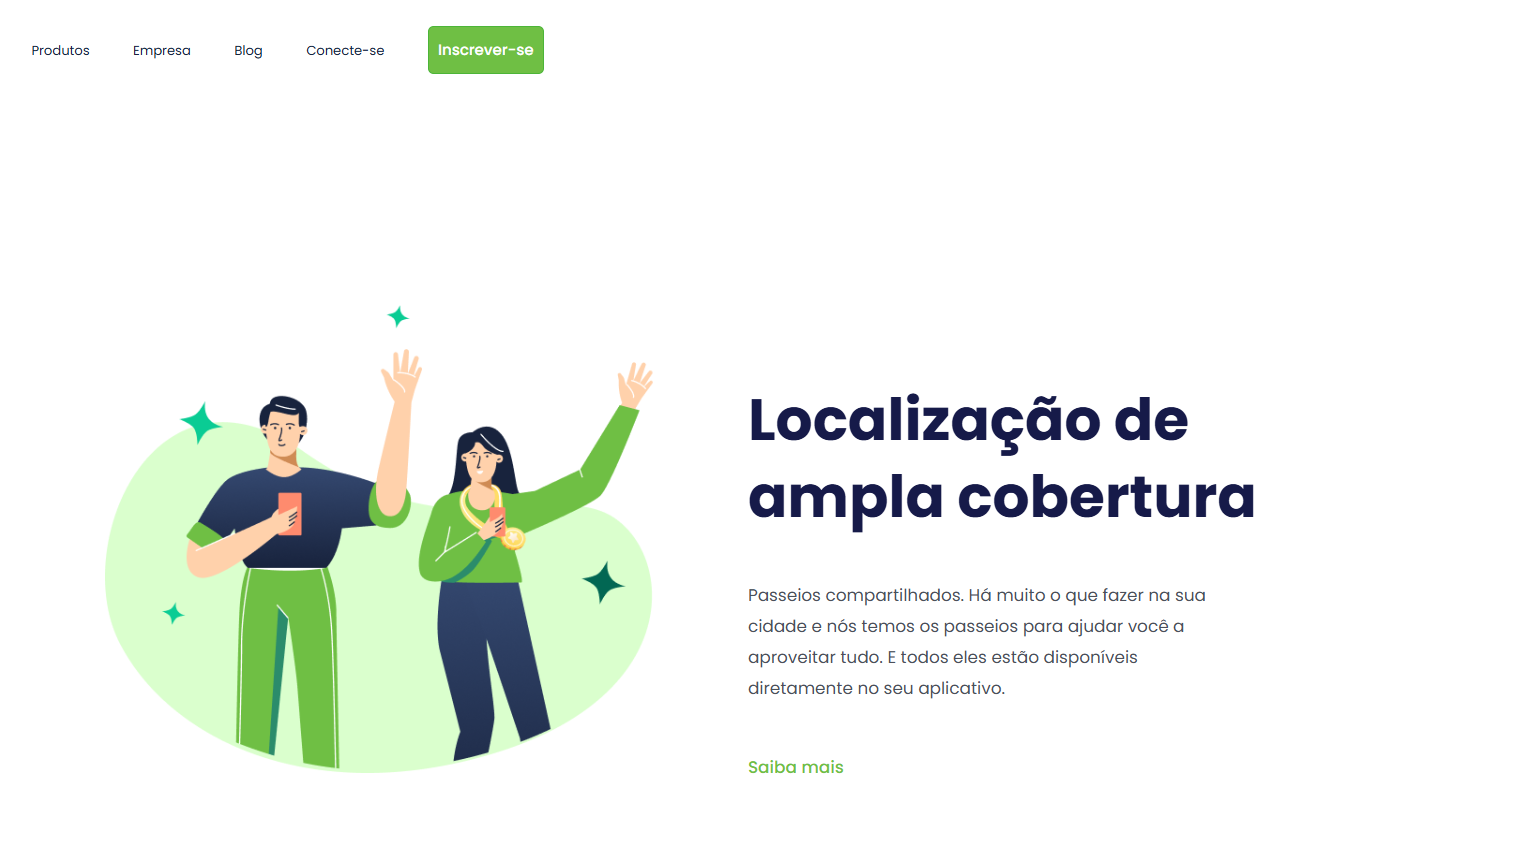 Produtos Empresa Blog Conecte-se Inscrever-se
Localização de
ampla cobertura
Passeios compartilhados. Há muito o que fazer na sua
cidade e nós temos os passeios para ajudar você a
aproveitar tudo. E todos eles estão disponíveis
diretamente no seu aplicativo.
Saiba mais